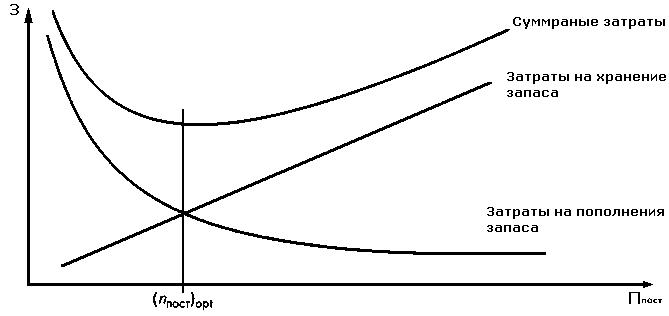 З
Суммраные затраты
Затраты на хранение
запаса
Затраты на пополнения
запаса
(nпост)opt
Ппост